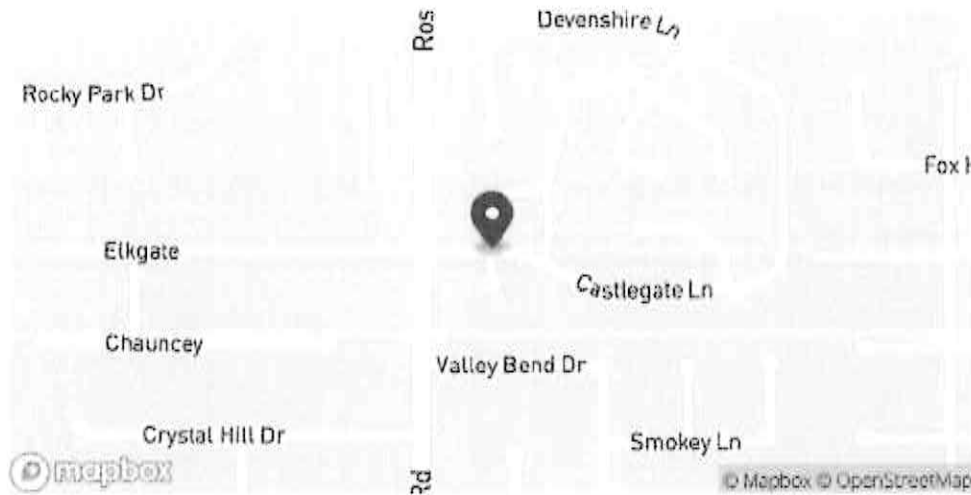 Devenshire Ln
Ros
Rocky Park Dr
Fox H
Elkgate
Castlegate Ln
Chauncey
Valley Bend Dr
Crystal Hill Dr
Smokey Ln
Rd
mapbox
© Mapbox © OpenStreetMap